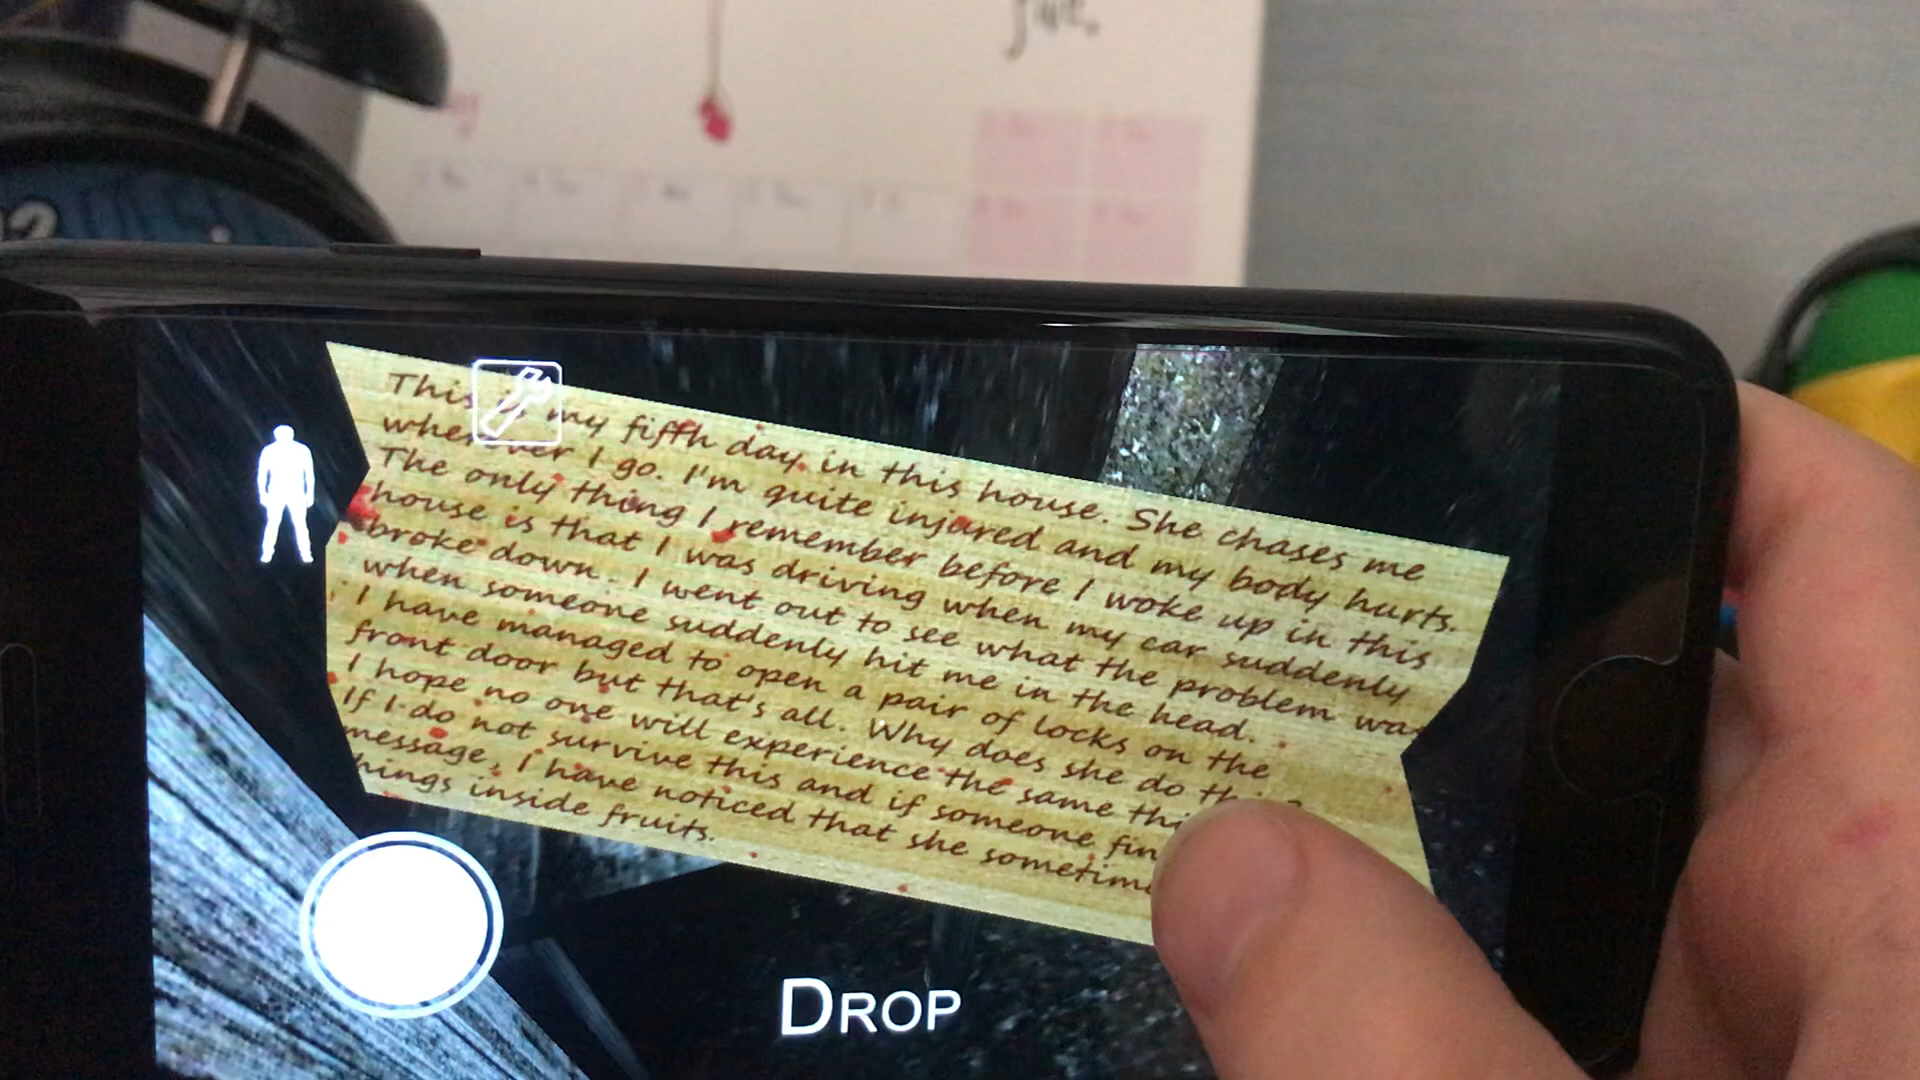 This is my fifth day in this house. She chases me
wherever I go. I'm quite injured and my body hurts.
The only thing I remember before I woke up in this
house is that I was driving when my car suddenly
broke down. I went out to see what the problem wa
when someone suddenly hit me in the head.
I have managed to open a pair of locks on the
front door but that's all. Why does she do this?
I hope no one will experience the same thi
If I do not survive this and if someone fin
message, I have noticed that she sometime
hings inside fruits.
DROP